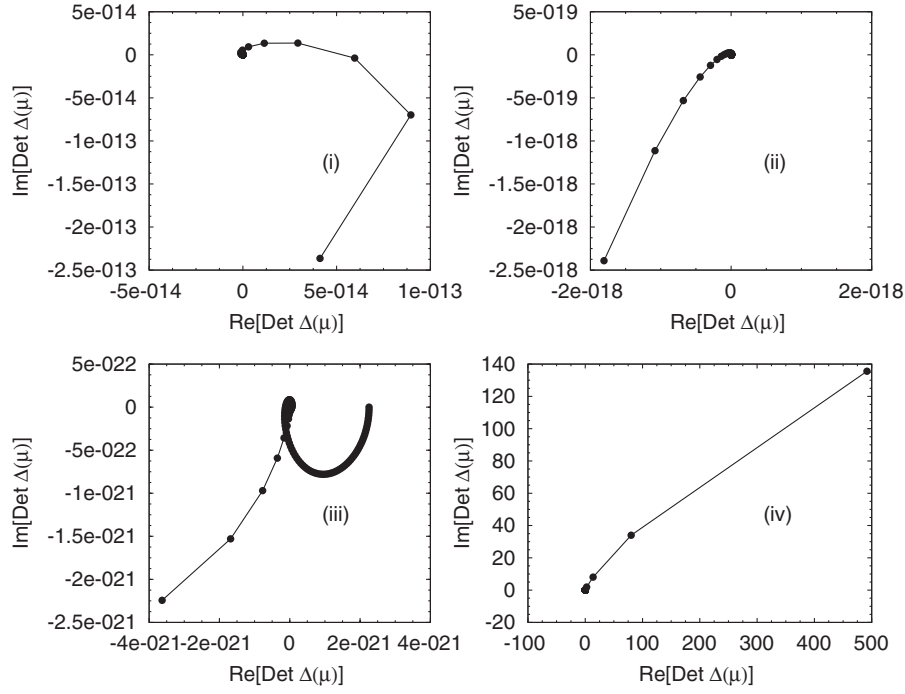 5e-014
0
-5e-014
-1e-013
-1.5e-013
-2e-013
-2.5e-013
-5e-014 0 5e-014 1e-013
Re[Det Δ(μ)]
Im[Det Δ(μ)]
(i)
5e-019
0
-5e-019
-1e-018
-1.5e-018
-2e-018
-2.5e-018
-2e-018 0 2e-018
Re[Det Δ(μ)]
Im[Det Δ(μ)]
(ii)
5e-022
0
-5e-022
-1e-021
-1.5e-021
-2e-021
-2.5e-021
-4e-021 -2e-021 0 2e-021 4e-021
Re[Det Δ(μ)]
Im[Det Δ(μ)]
(iii)
140
120
100
80
60
40
20
0
-20
-100 0 100 200 300 400 500
Re[Det Δ(μ)]
Im[Det Δ(μ)]
(iv)